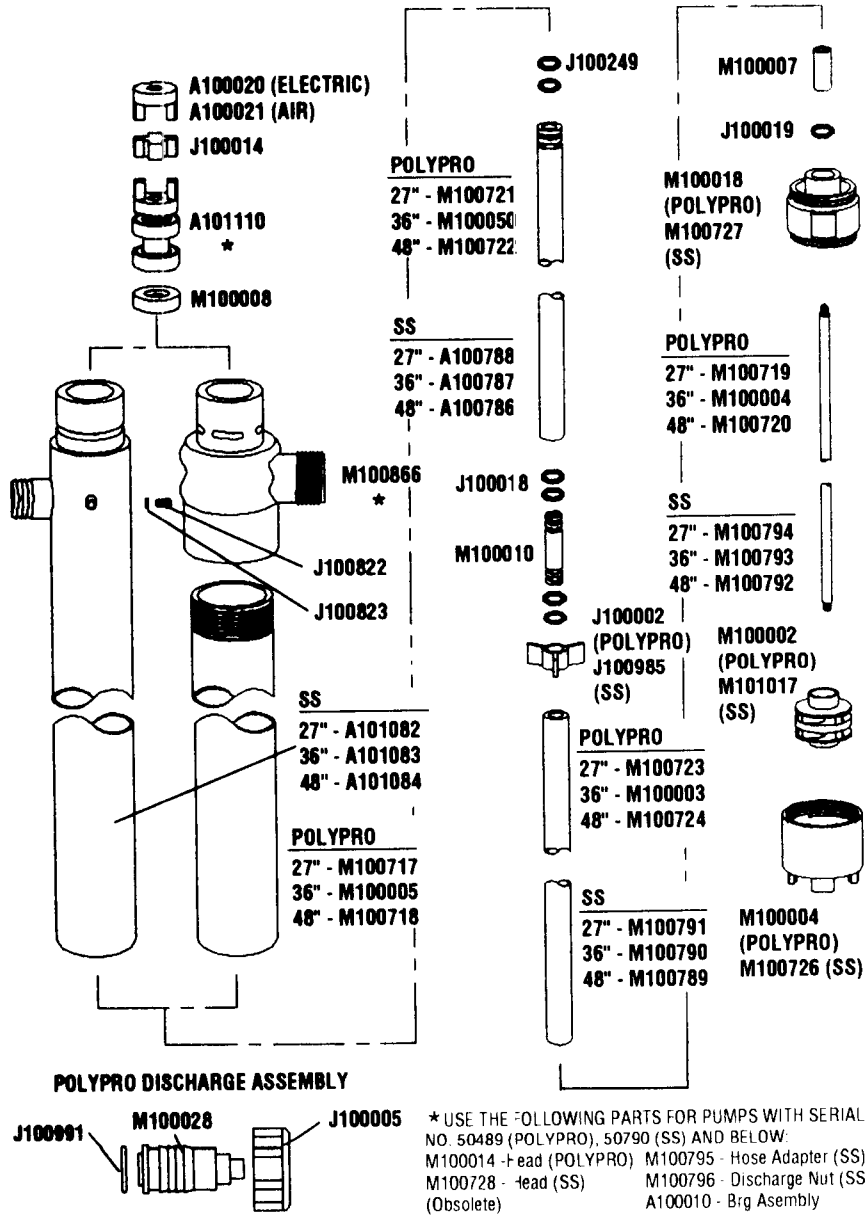 A100020 (ELECTRIC)
A100021 (AIR)
J100014
A101110
*
M100008
M100866
*
J100822
J100823
SS
27" - A101082
36" - A101083
48" - A101084
POLYPRO
27" - M100717
36" - M100005
48" - M100718
J100249
POLYPRO
27" - M100721
36" - M100050
48" - M100722
SS
27" - A100788
36" - A100787
48" - A100786
J100018
M100010
J100002
(POLYPRO)
J100985
(SS)
POLYPRO
27" - M100723
36" - M100003
48" - M100724
SS
27" - M100791
36" - M100790
48" - M100789
M100007
J100019
M100018
(POLYPRO)
M100727
(SS)
POLYPRO
27" - M100719
36" - M100004
48" - M100720
SS
27" - M100794
36" - M100793
48" - M100792
M100002
(POLYPRO)
M101017
(SS)
M100004
(POLYPRO)
M100726 (SS)
POLYPRO DISCHARGE ASSEMBLY
J100991
M100028
J100005
* USE THE FOLLOWING PARTS FOR PUMPS WITH SERIAL
NO. 50489 (POLYPRO), 50790 (SS) AND BELOW:
M100014 - Head (POLYPRO) M100795 - Hose Adapter (SS)
M100728 - Head (SS) M100796 - Discharge Nut (SS
(Obsolete) A100010 - Brg Asembly